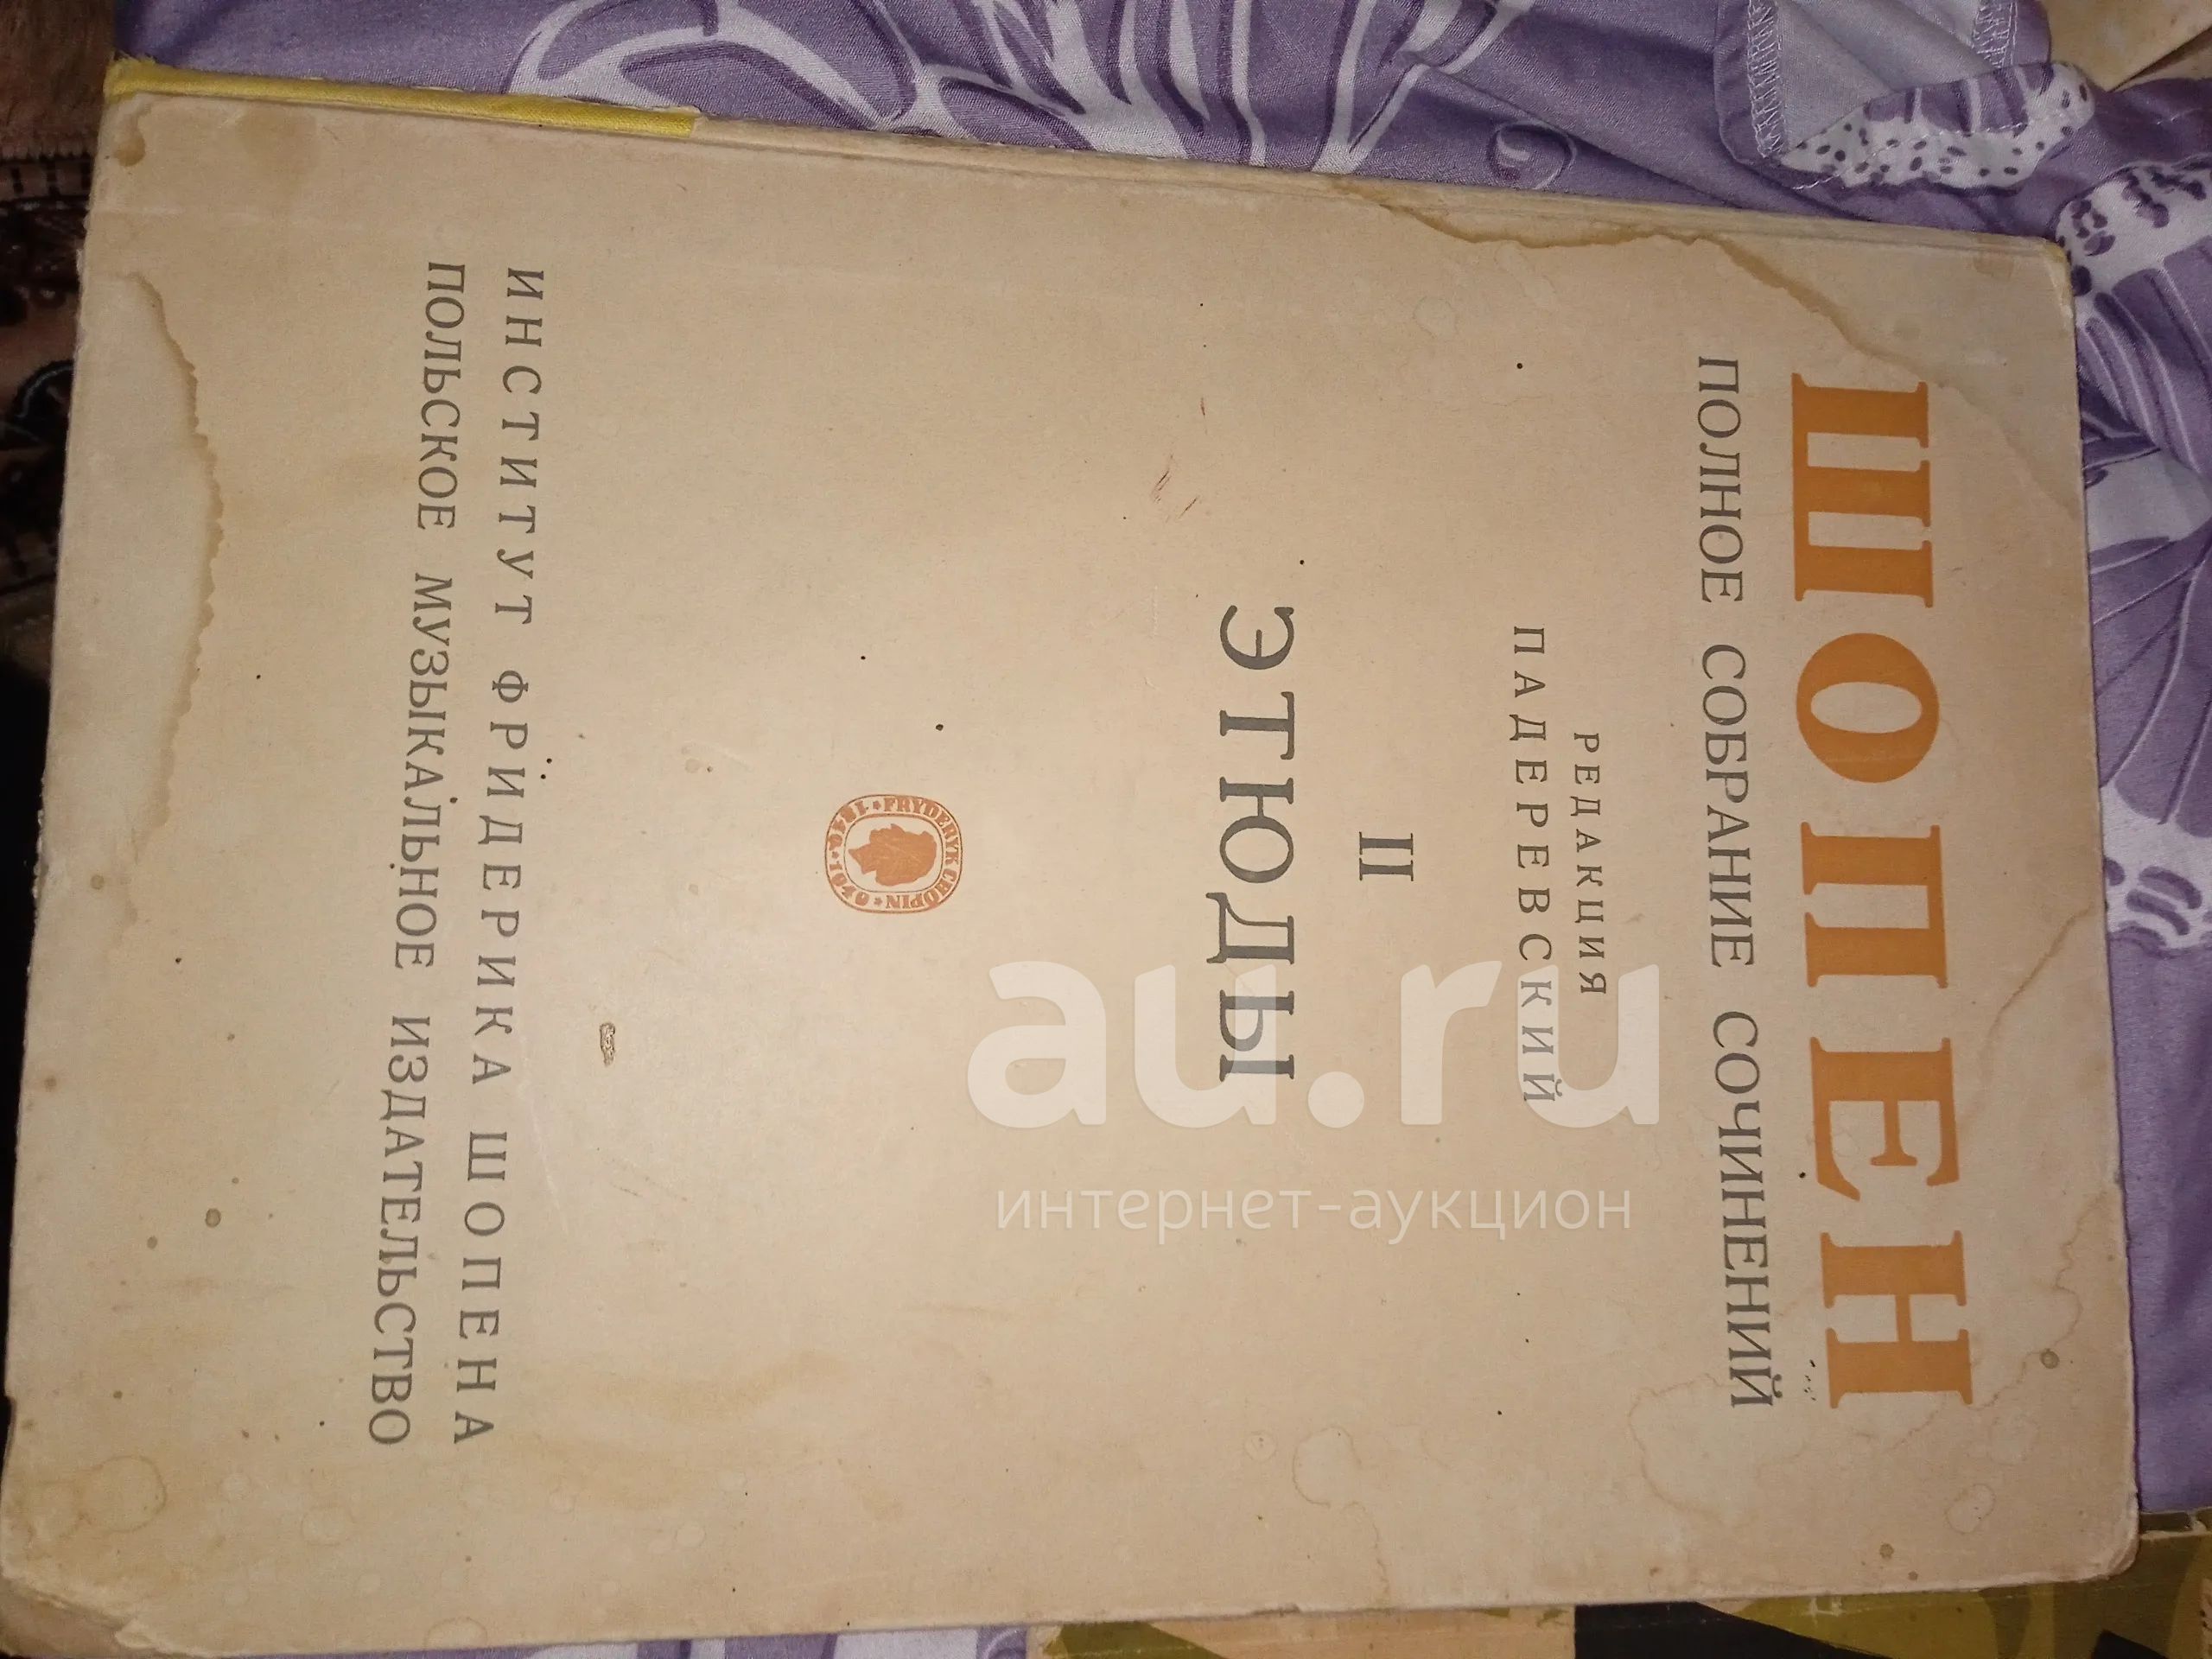 ШОПЕН
ПОЛНОЕ СОБРАНИЕ СОЧИНЕНИЙ
РЕДАКЦИЯ
ПАДЕРЕВСКИЙ
II
ЭТЮДЫ
FRYDERYK CHOPIN
ИНСТИТУТ ФРИДЕРИКА ШОПЕНА
ПОЛЬСКОЕ МУЗЫКАЛЬНОЕ ИЗДАТЕЛЬСТВО
au.ru
интернет-аукцион